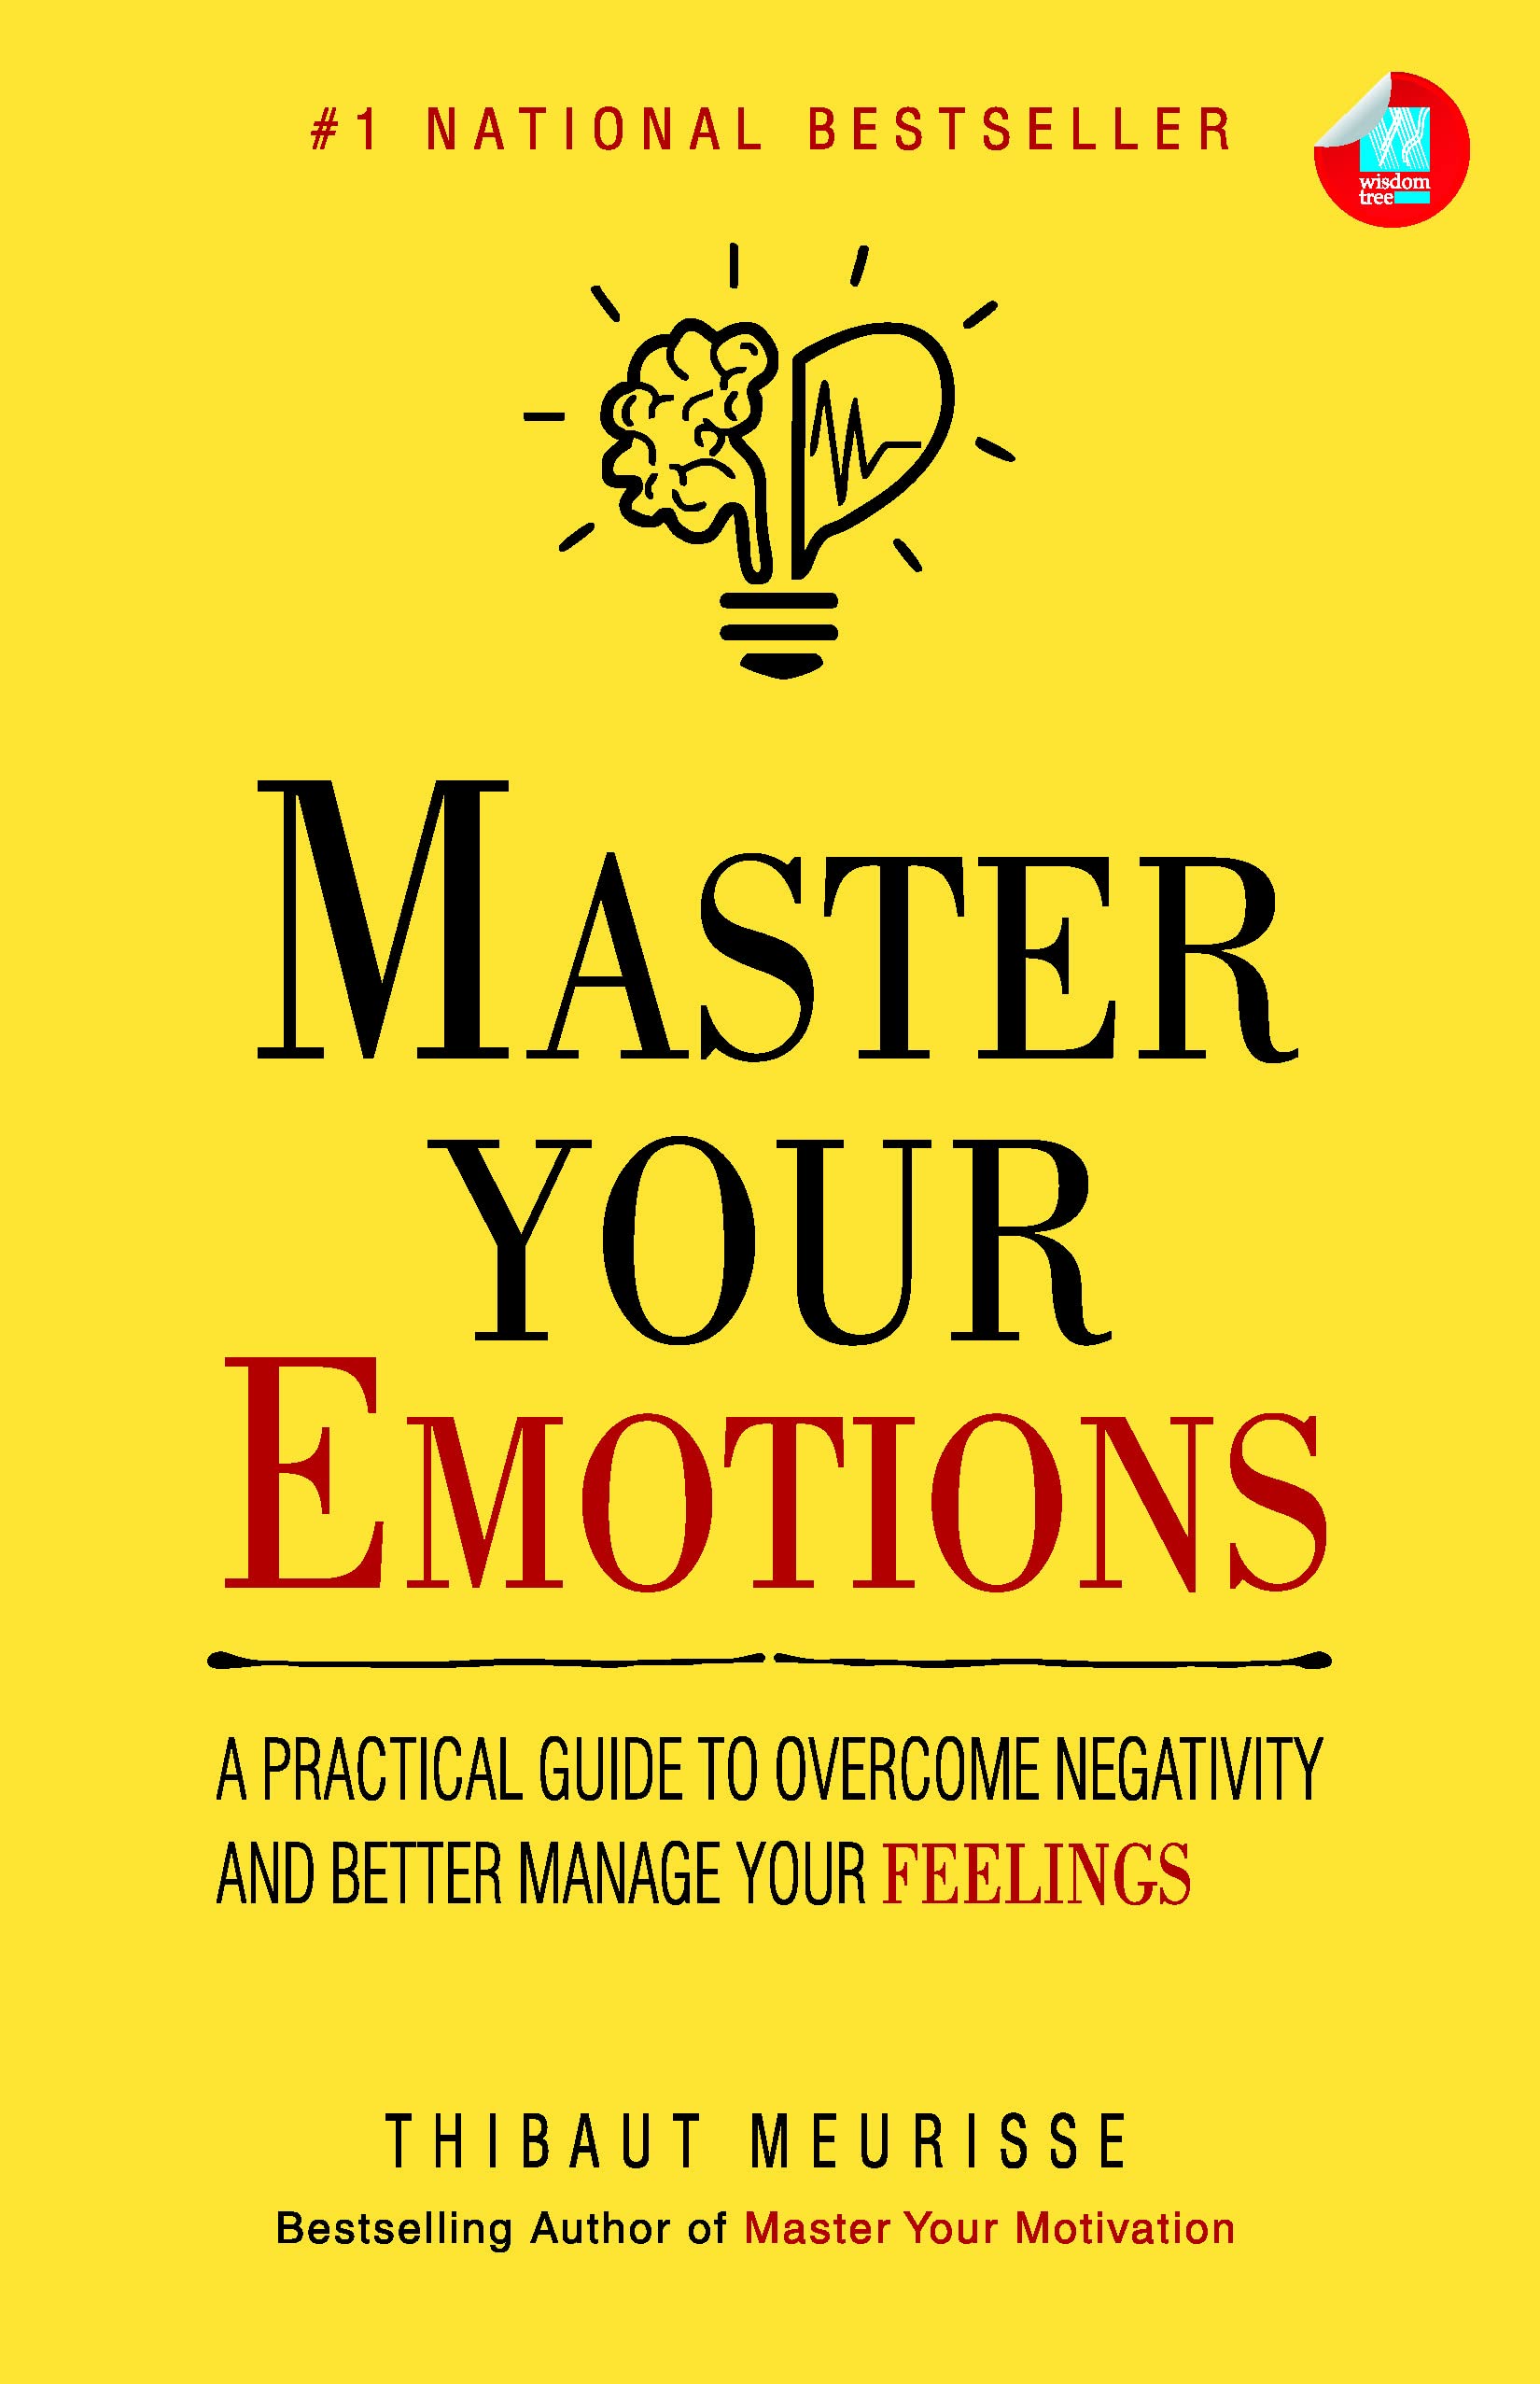 #1 NATIONAL BESTSELLER
wisdom
tree
MASTER
YOUR
EMOTIONS
A PRACTICAL GUIDE TO OVERCOME NEGATIVITY
AND BETTER MANAGE YOUR FEELINGS
THIBAUT MEURISSE
Bestselling Author of Master Your Motivation